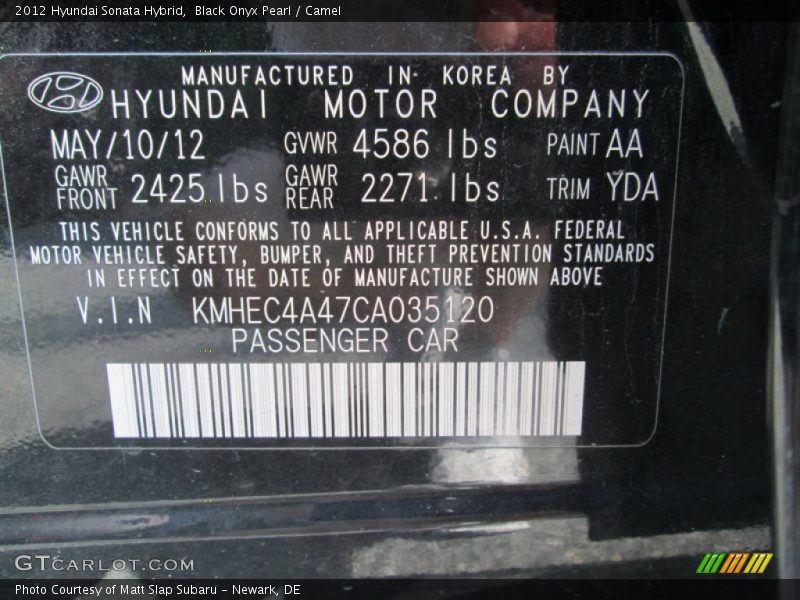 2012 Hyundai Sonata Hybrid, Black Onyx Pearl / Camel
MANUFACTURED IN KOREA BY
HYUNDAI MOTOR COMPANY
MAY/10/12 GVWR 4586 lbs PAINT AA
GAWR FRONT 2425 lbs GAWR REAR 2271 lbs TRIM YDA
THIS VEHICLE CONFORMS TO ALL APPLICABLE U.S.A. FEDERAL
MOTOR VEHICLE SAFETY, BUMPER, AND THEFT PREVENTION STANDARDS
IN EFFECT ON THE DATE OF MANUFACTURE SHOWN ABOVE
V.I.N KMHEC4A47CA035120
PASSENGER CAR
GTCARLOT.COM
Photo Courtesy of Matt Slap Subaru - Newark, DE